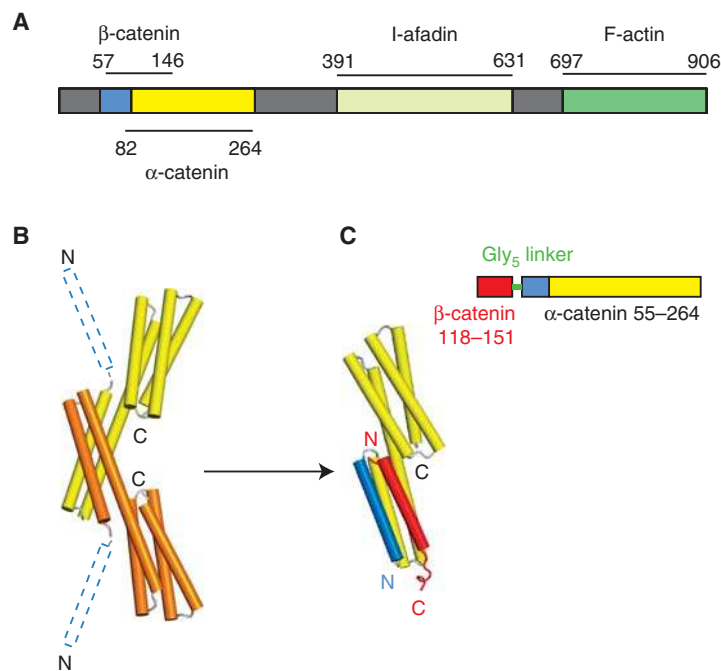 A
β-catenin
57 146
l-afadin
391 631
F-actin
697 906
82 264
α-catenin
B
N
C
C
N
C
Gly5 linker
β-catenin
118–151
α-catenin 55–264
N
C
N
C